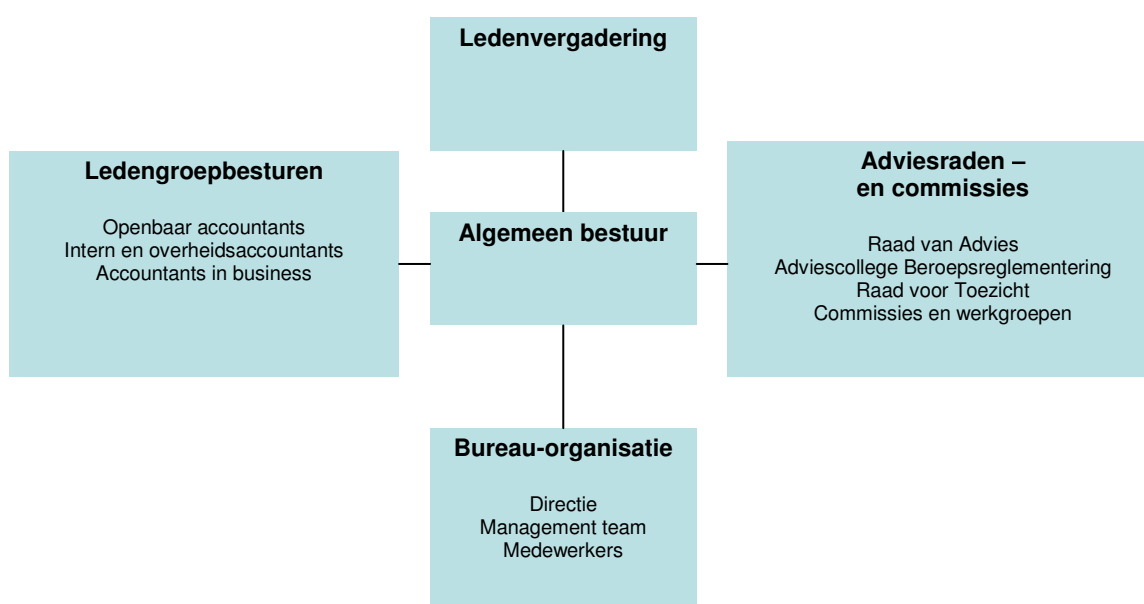 Ledenvergadering
Ledengroepbesturen
Openbaar accountants
Intern en overheidsaccountants
Accountants in business
Algemeen bestuur
Adviesraden –
en commissies
Raad van Advies
Adviescollege Beroepsreglementering
Raad voor Toezicht
Commissies en werkgroepen
Bureau-organisatie
Directie
Management team
Medewerkers